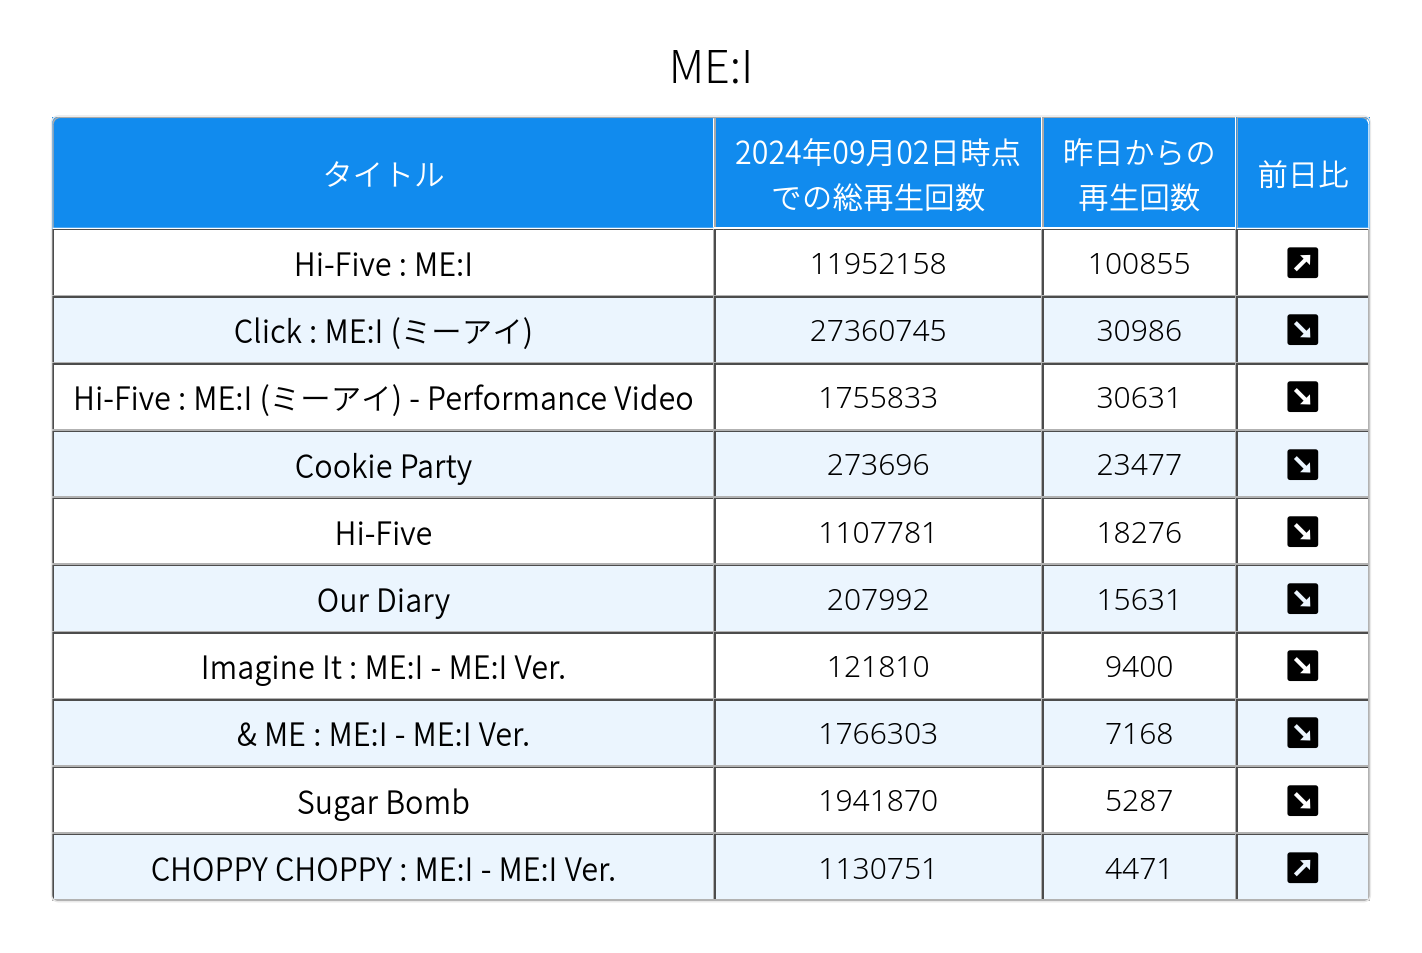 ME:I
タイトル
2024年09月02日時点
での総再生回数
昨日からの
再生回数
前日比
Hi-Five : ME:I 11952158 100855 ↗
Click : ME:I (ミーアイ) 27360745 30986 ↘
Hi-Five : ME:I (ミーアイ) - Performance Video 1755833 30631 ↘
Cookie Party 273696 23477 ↘
Hi-Five 1107781 18276 ↘
Our Diary 207992 15631 ↘
Imagine It : ME:I - ME:I Ver. 121810 9400 ↘
& ME : ME:I - ME:I Ver. 1766303 7168 ↘
Sugar Bomb 1941870 5287 ↘
CHOPPY CHOPPY : ME:I - ME:I Ver. 1130751 4471 ↗